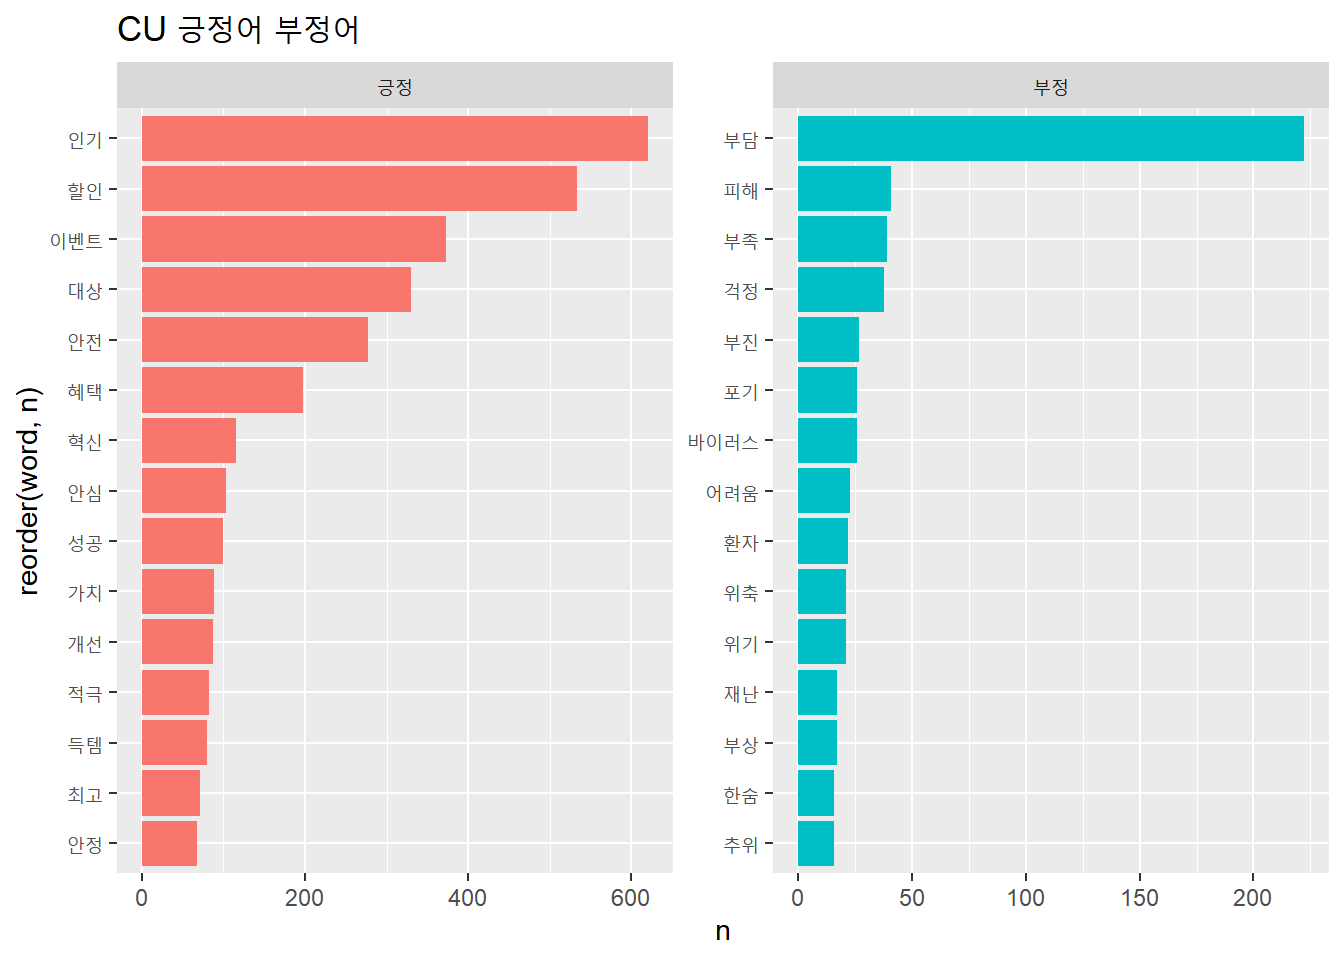 CU 긍정어 부정어
긍정
부정
인기
할인
이벤트
대상
안전
혜택
혁신
안심
성공
가치
개선
적극
득템
최고
안정
부담
피해
부족
걱정
부진
포기
바이러스
어려움
환자
위축
위기
재난
부상
한숨
추위
reorder(word, n)
0 200 400 600
0 50 100 150 200
n